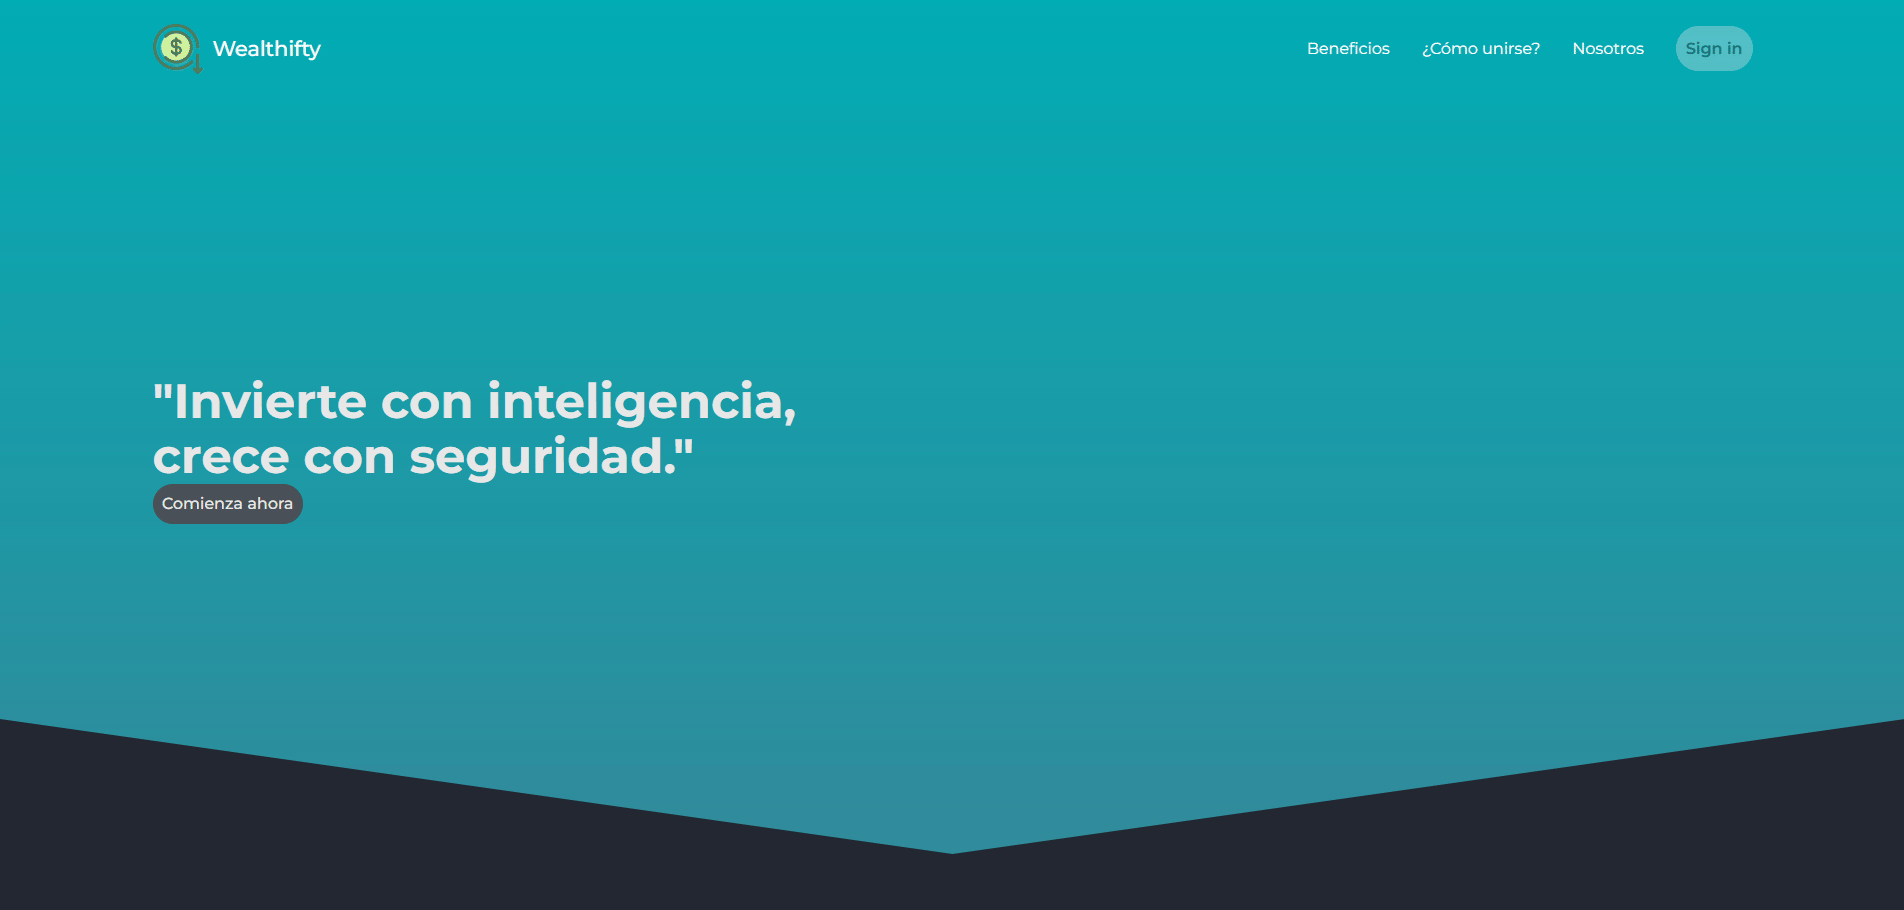 $
Wealthifty
Beneficios
¿Cómo unirse?
Nosotros
Sign in
"Invierte con inteligencia,
crece con seguridad."
Comienza ahora